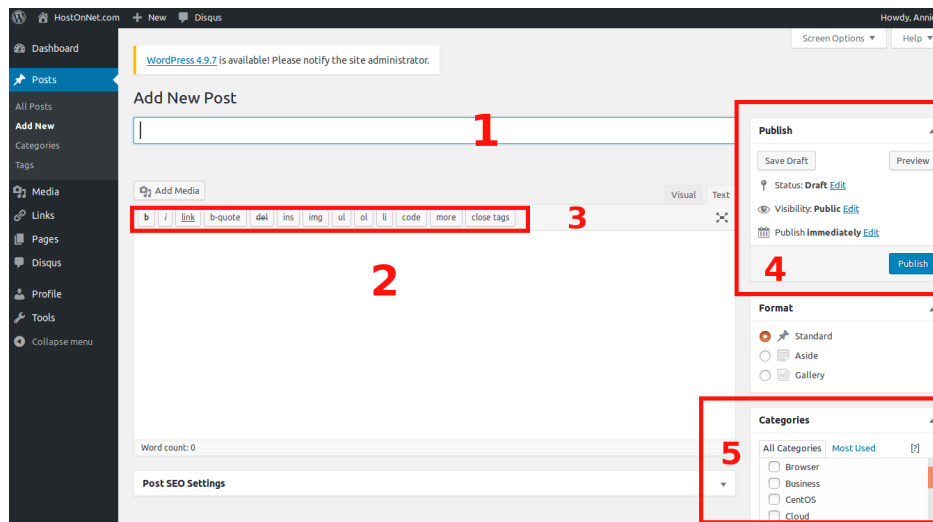 HostOnNet.com + New Disqus Howdy, Annie
Screen Options ▼ Help ▼
Dashboard
WordPress 4.9.7 is available! Please notify the site administrator.
Posts
All Posts
Add New
Categories
Tags
Media
Links
Pages
Disqus
Profile
Tools
Collapse menu
Add New Post
1
Add Media
Visual Text
b i link b-quote del ins img ul ol li code more close tags
3
2
Word count: 0
Post SEO Settings
Publish
Save Draft Preview
Status: Draft Edit
Visibility: Public Edit
Publish immediately Edit
4 Publish
Format
Standard
Aside
Gallery
Categories
5
All Categories Most Used [?]
Browser
Business
CentOS
Cloud